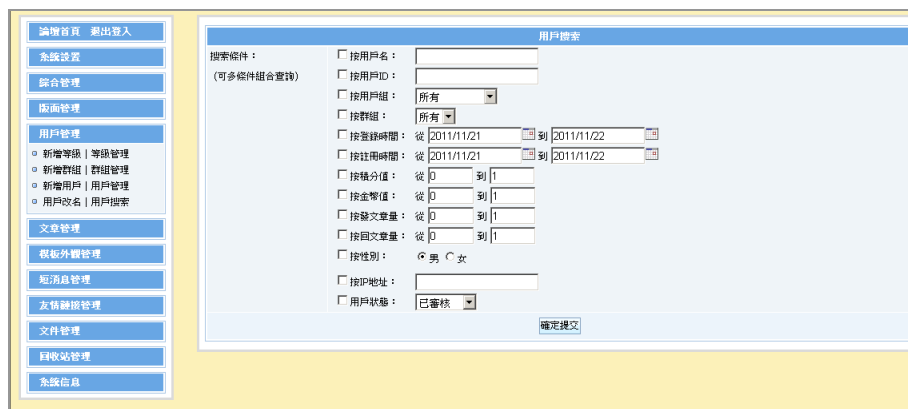 論壇首頁 退出登入
系統設置
綜合管理
版面管理
用戶管理
新增等級 | 等級管理
新增群組 | 群組管理
新增用戶 | 用戶管理
用戶改名 | 用戶搜索
文章管理
模板外觀管理
短消息管理
友情鏈接管理
文件管理
回收站管理
系統信息
用戶搜索
搜索條件：
(可多條件組合查詢)
按用戶名：
按用戶ID：
按用戶組： 所有
按群組： 所有
按登錄時間： 從 2011/11/21 到 2011/11/22
按註冊時間： 從 2011/11/21 到 2011/11/22
按積分值： 從 0 到 1
按金幣值： 從 0 到 1
按發文章量： 從 0 到 1
按回文章量： 從 0 到 1
按性別： 男 女
按IP地址：
用戶狀態： 已審核
確定提交